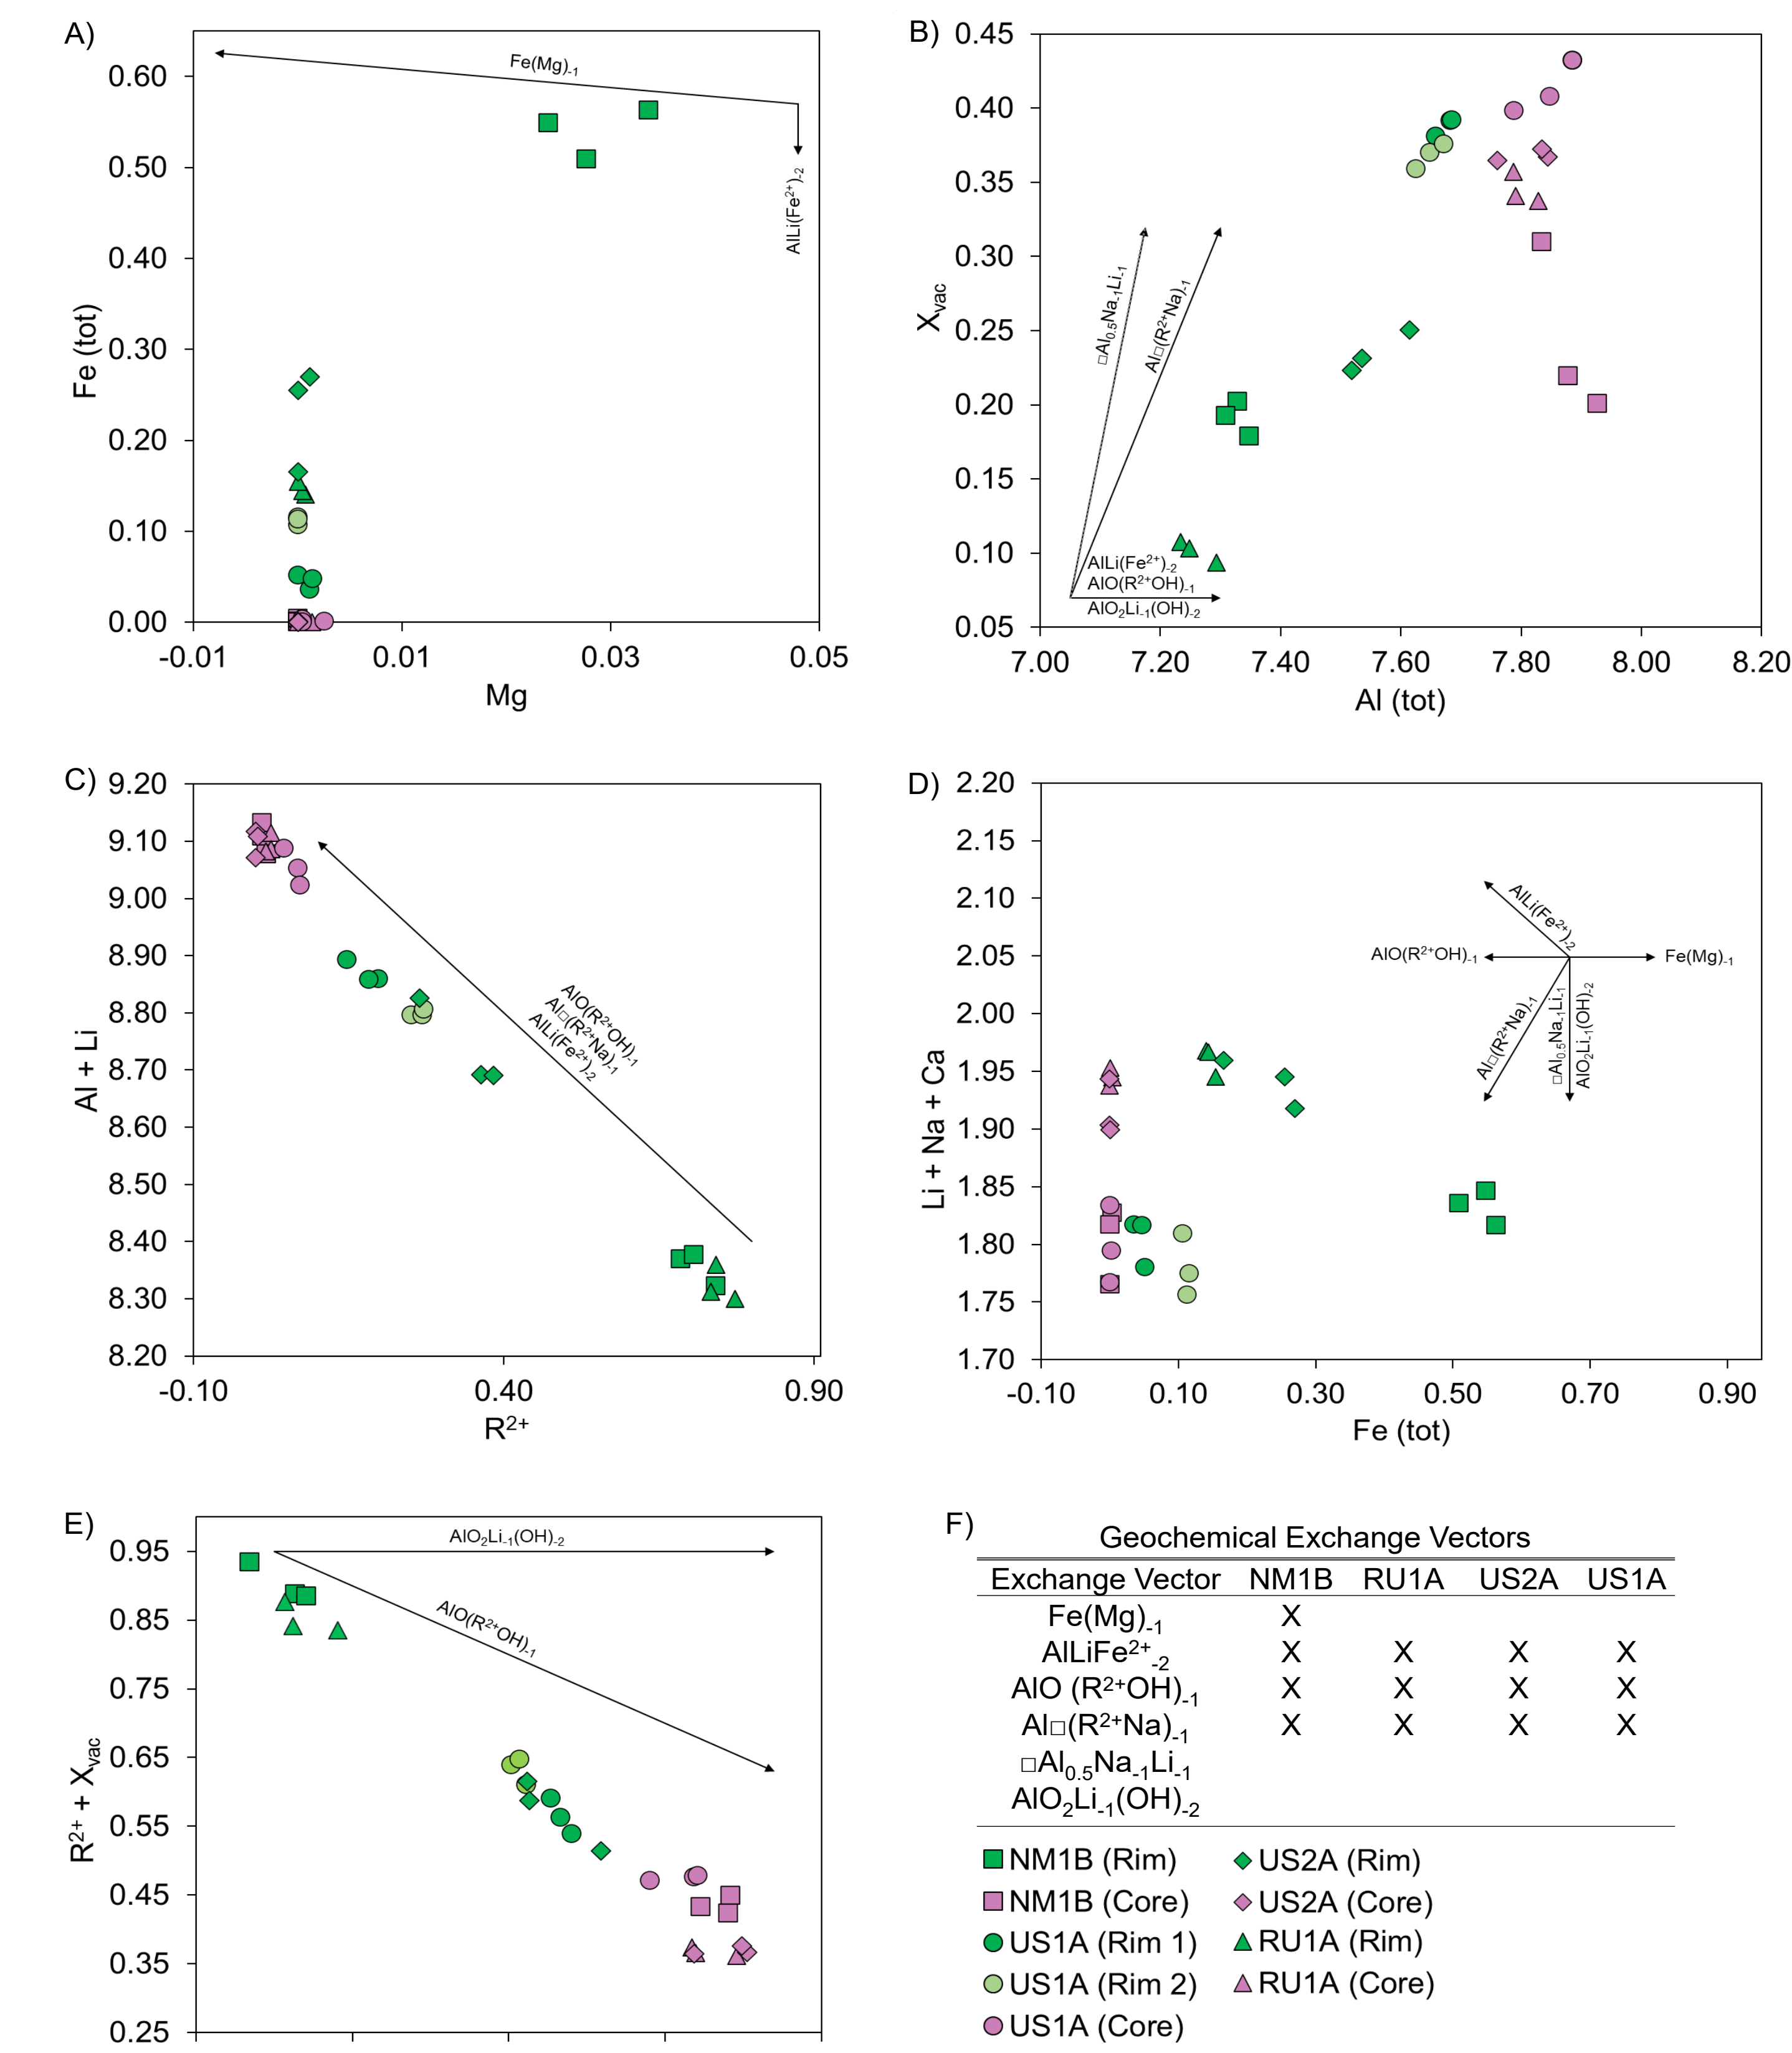 A)
Fe(Mg)-1
AlLi(Fe2+)-2
0.60
0.50
0.40
0.30
0.20
0.10
0.00
Fe (tot)
-0.01 0.01 0.03 0.05
Mg
B)
0.45
0.40
0.35
0.30
0.25
0.20
0.15
0.10
0.05
Xvac
□Al0.5Na-1Li-1
Al□(R2+Na)-1
AlLi(Fe2+)-2
AlO(R2+OH)-1
AlO2Li-1(OH)-2
7.00 7.20 7.40 7.60 7.80 8.00 8.20
Al (tot)
C)
9.20
9.10
9.00
8.90
8.80
8.70
8.60
8.50
8.40
8.30
8.20
Al + Li
AlO(R2+OH)-1
Al□(R2+Na)-1
AlLi(Fe2+)-2
-0.10 0.40 0.90
R2+
D)
2.20
2.15
2.10
2.05
2.00
1.95
1.90
1.85
1.80
1.75
1.70
Li + Na + Ca
AlLi(Fe2+)-2
AlO(R2+OH)-1
Fe(Mg)-1
Al□(R2+Na)-1
□Al0.5Na-1Li-1
AlO2Li-1(OH)-2
-0.10 0.10 0.30 0.50 0.70 0.90
Fe (tot)
E)
AlO2Li-1(OH)-2
AlO(R2+OH)-1
0.95
0.85
0.75
0.65
0.55
0.45
0.35
0.25
R2+ + Xvac
F)
Geochemical Exchange Vectors
Exchange Vector NM1B RU1A US2A US1A
Fe(Mg)-1 X
AlLiFe2+-2 X X X X
AlO (R2+OH)-1 X X X X
Al□(R2+Na)-1 X X X X
□Al0.5Na-1Li-1
AlO2Li-1(OH)-2
NM1B (Rim) US2A (Rim)
NM1B (Core) US2A (Core)
US1A (Rim 1) RU1A (Rim)
US1A (Rim 2) RU1A (Core)
US1A (Core)